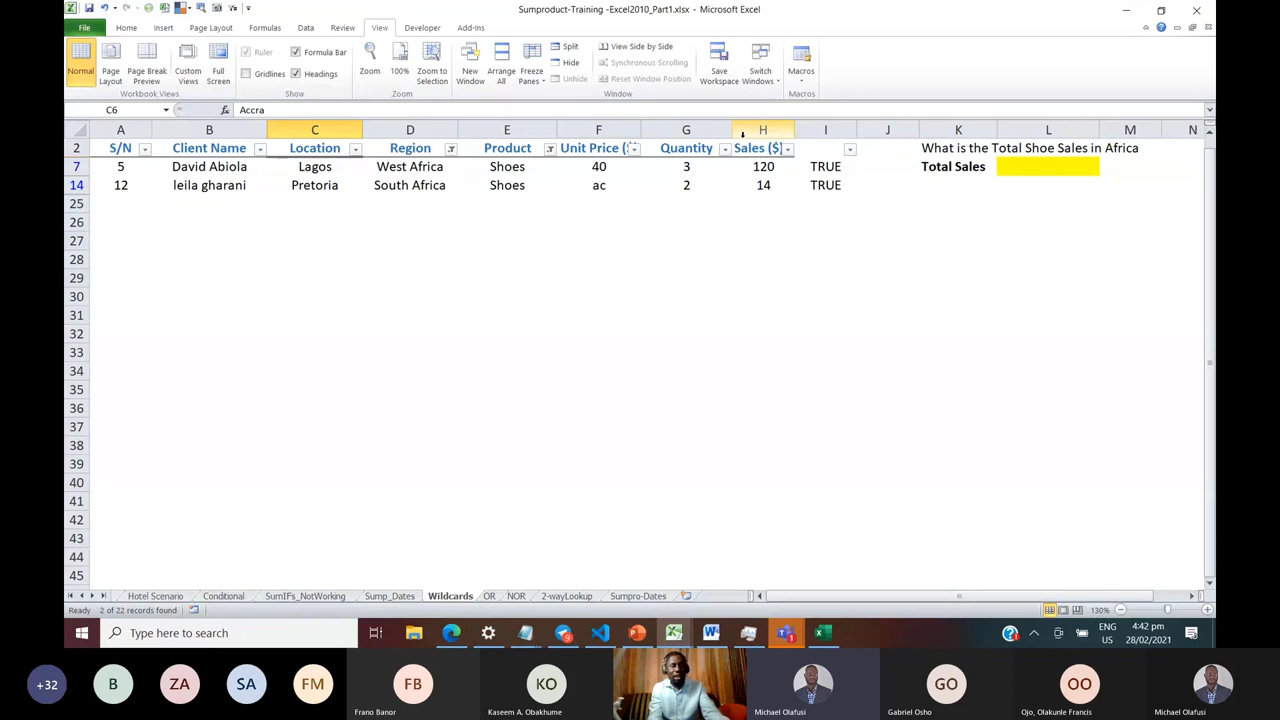 Sumproduct-Training -Excel2010_Part1.xlsx - Microsoft Excel
File Home Insert Page Layout Formulas Data Review View Developer Add-Ins
Normal Page Layout Page Break Preview Custom Views Full Screen
Ruler Formula Bar
Gridlines Headings
Zoom 100% Zoom to Selection
New Window Arrange All Freeze Panes
Split
Hide
Unhide
View Side by Side
Synchronous Scrolling
Reset Window Position
Save Workspace Switch Windows Macros
Workbook Views Show Zoom Window Macros
C6 fx Accra
A B C D E F G H I J K L M N
2 S/N Client Name Location Region Product Unit Price ( Quantity Sales ($) What is the Total Shoe Sales in Africa
7 5 David Abiola Lagos West Africa Shoes 40 3 120 TRUE Total Sales
14 12 leila gharani Pretoria South Africa Shoes ac 2 14 TRUE
25
26
27
28
29
30
31
32
33
34
35
36
37
38
39
40
41
42
43
44
45
Hotel Scenario Conditional SumIFs_NotWorking Sump_Dates Wildcards OR NOR 2-wayLookup Sumpro-Dates
Ready 2 of 22 records found 130%
Type here to search
ENG 4:42 pm
US 28/02/2021
+32 B ZA SA FM FB KO GO OO
Frano Banor Kaseem A. Obakhume Michael Olafusi Gabriel Osho Ojo, Olakunle Francis Michael Olafusi